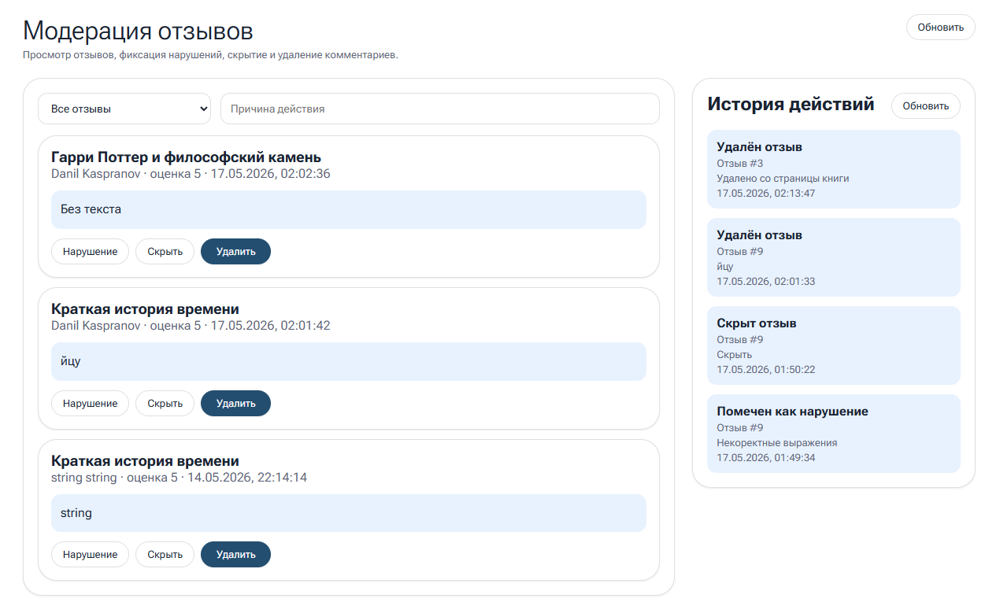 Модерация отзывов
Просмотр отзывов, фиксация нарушений, скрытие и удаление комментариев.
Обновить
Все отзывы
Причина действия
Гарри Поттер и философский камень
Danil Kaspranov · оценка 5 · 17.05.2026, 02:02:36
Без текста
Нарушение
Скрыть
Удалить
Краткая история времени
Danil Kaspranov · оценка 5 · 17.05.2026, 02:01:42
йцу
Нарушение
Скрыть
Удалить
Краткая история времени
string string · оценка 5 · 14.05.2026, 22:14:14
string
Нарушение
Скрыть
Удалить
История действий
Обновить
Удалён отзыв
Отзыв #3
Удалено со страницы книги
17.05.2026, 02:13:47
Удалён отзыв
Отзыв #9
йцу
17.05.2026, 02:01:33
Скрыт отзыв
Отзыв #9
Скрыть
17.05.2026, 01:50:22
Помечен как нарушение
Отзыв #9
Некоректные выражения
17.05.2026, 01:49:34